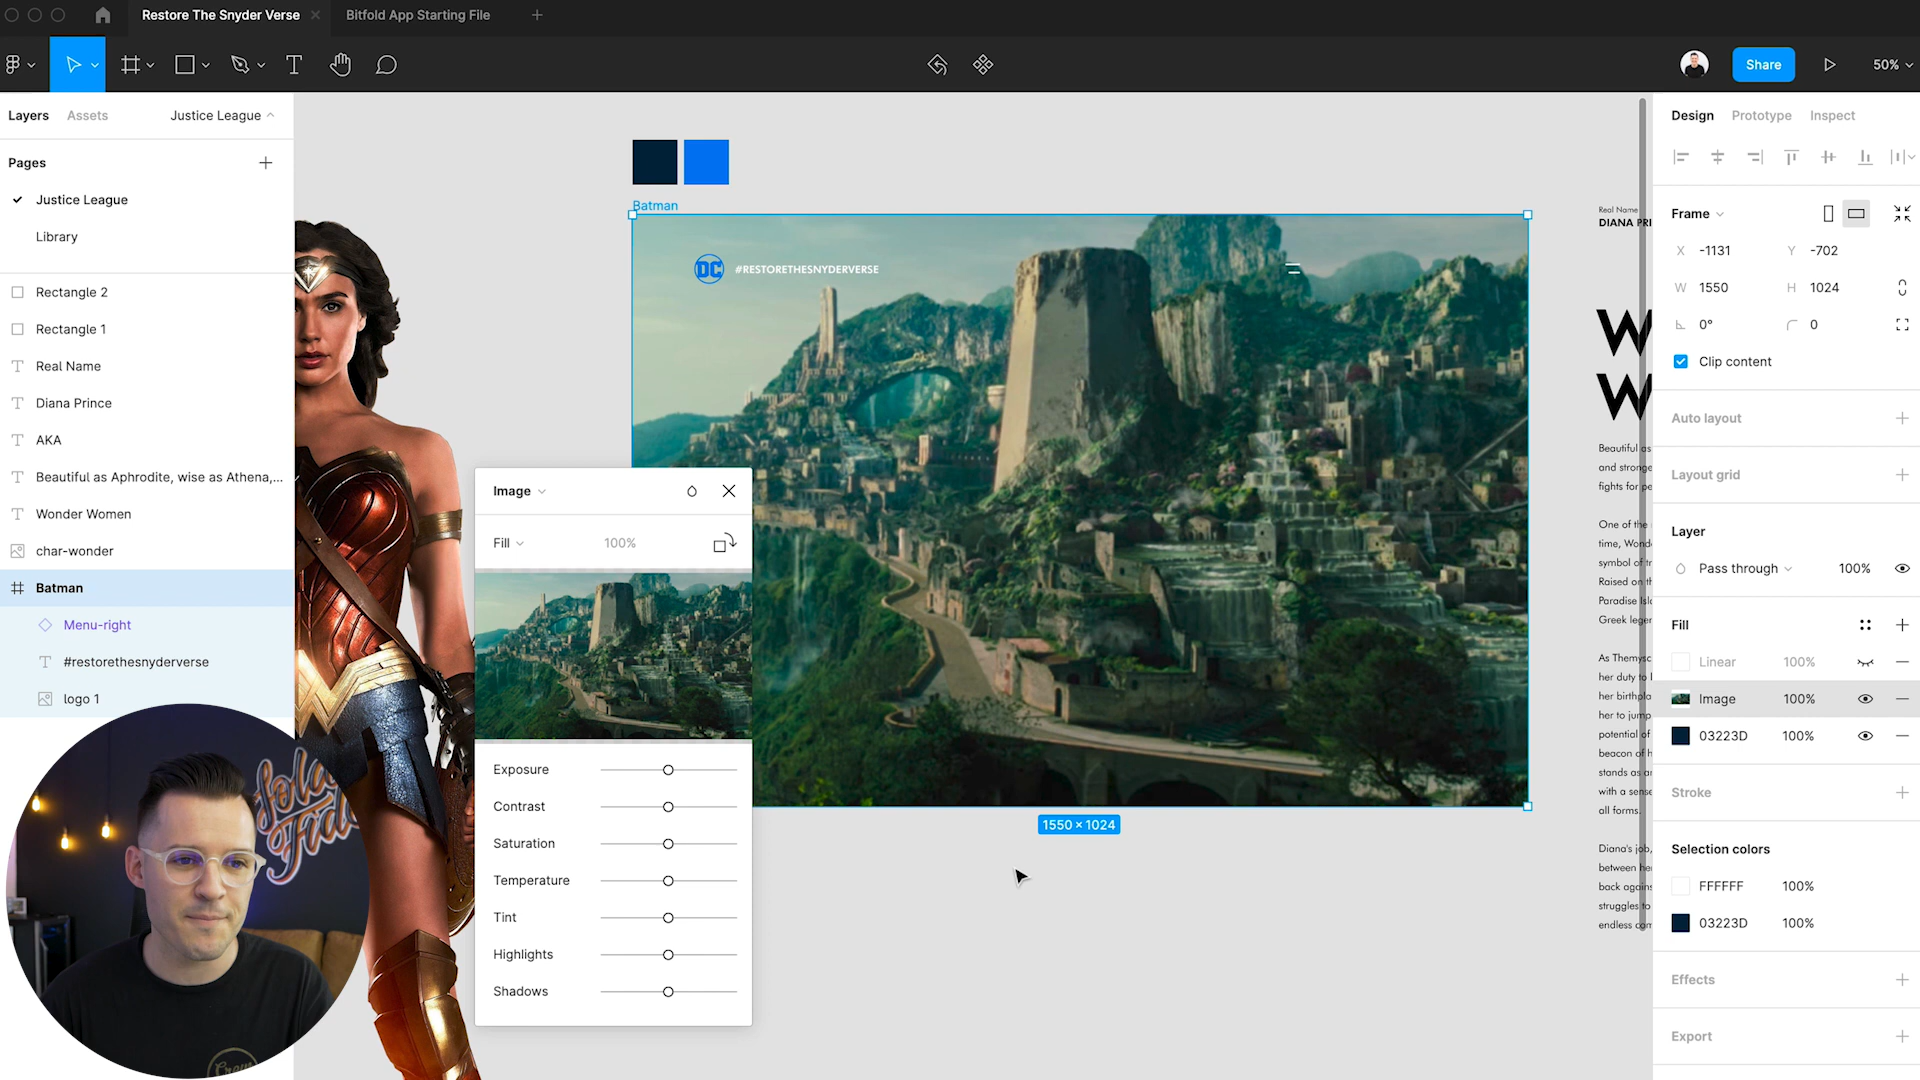 Restore The Snyder Verse
Bitfold App Starting File
Share
50%
Layers
Assets
Justice League
Pages
Justice League
Library
Rectangle 2
Rectangle 1
Real Name
Diana Prince
AKA
Beautiful as Aphrodite, wise as Athena,...
Wonder Women
char-wonder
Batman
Menu-right
#restorethesnyderverse
logo 1
Batman
DC
#RESTORETHESNYDERVERSE
1550 × 1024
Image
Fill
100%
Exposure
Contrast
Saturation
Temperature
Tint
Highlights
Shadows
Real Name
DIANA PRI
W
W
Beautiful as
and stronge
fights for pe
One of the
time, Wond
symbol of tr
Raised on th
Paradise Isl
Greek leger
As Themysc
her duty to
her birthpla
her to jump
potential of
beacon of h
stands as a
with a sense
all forms.
Diana's job,
between he
back agains
struggles to
endless com
Design
Prototype
Inspect
Frame
X -1131
Y -702
W 1550
H 1024
0°
0
Clip content
Auto layout
Layout grid
Layer
Pass through
100%
Fill
Linear 100%
Image 100%
03223D 100%
Stroke
Selection colors
FFFFFF 100%
03223D 100%
Effects
Export